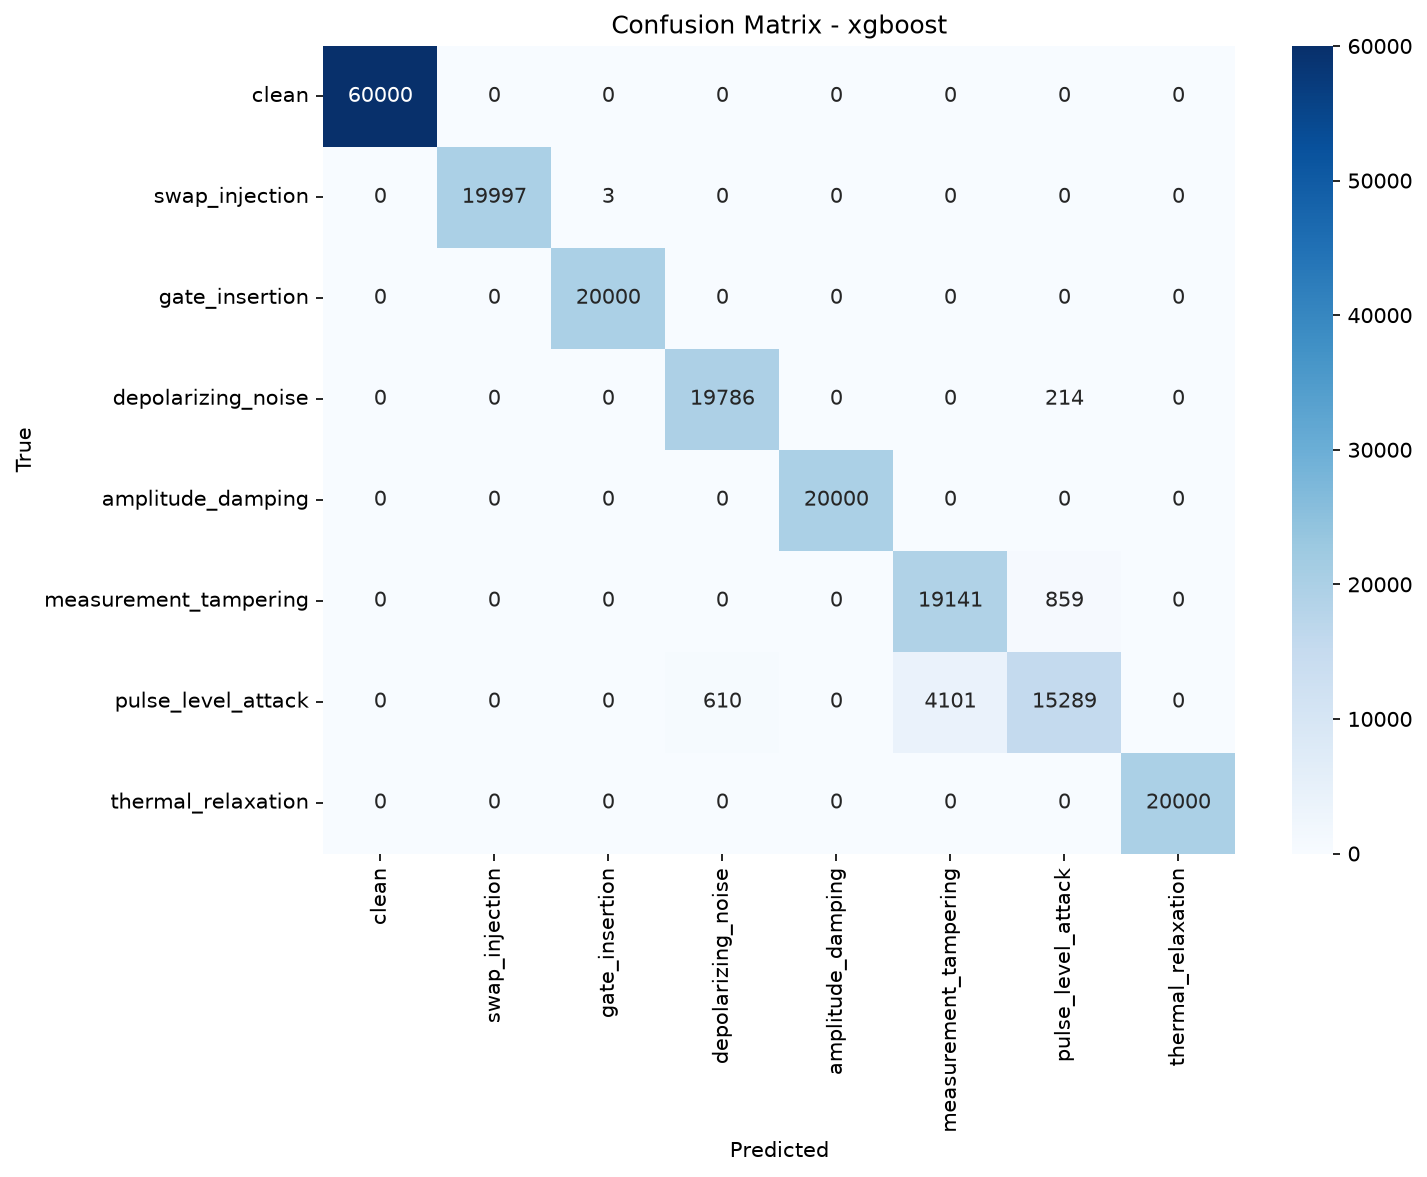 Confusion Matrix - xgboost
True
clean 60000 0 0 0 0 0 0 0
swap_injection 0 19997 3 0 0 0 0 0
gate_insertion 0 0 20000 0 0 0 0 0
depolarizing_noise 0 0 0 19786 0 0 214 0
amplitude_damping 0 0 0 0 20000 0 0 0
measurement_tampering 0 0 0 0 0 19141 859 0
pulse_level_attack 0 0 0 610 0 4101 15289 0
thermal_relaxation 0 0 0 0 0 0 0 20000
clean
swap_injection
gate_insertion
depolarizing_noise
amplitude_damping
measurement_tampering
pulse_level_attack
thermal_relaxation
Predicted
60000
50000
40000
30000
20000
10000
0